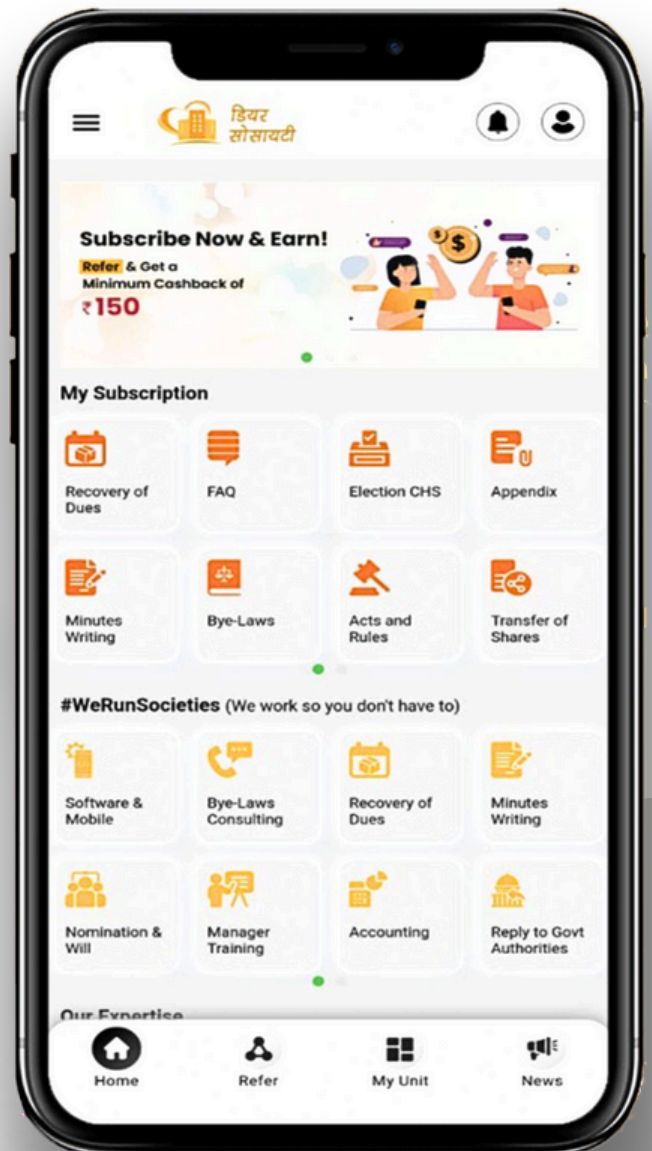 डियर
सोसायटी
Subscribe Now & Earn!
Refer & Get a
Minimum Cashback of
₹150
My Subscription
Recovery of
Dues
FAQ
Election CHS
Appendix
Minutes
Writing
Bye-Laws
Acts and
Rules
Transfer of
Shares
#WeRunSocieties (We work so you don't have to)
Software &
Mobile
Bye-Laws
Consulting
Recovery of
Dues
Minutes
Writing
Nomination &
Will
Manager
Training
Accounting
Reply to Govt
Authorities
Our Expertise
Home
Refer
My Unit
News